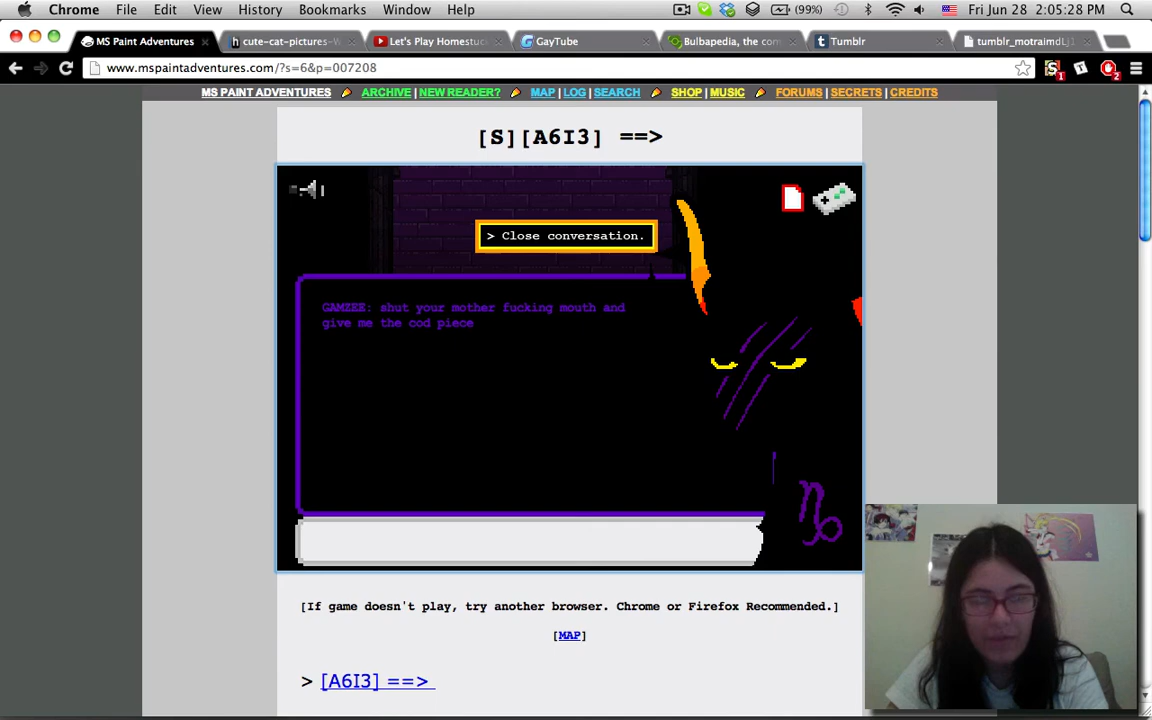 Chrome File Edit View History Bookmarks Window Help (99%) Fri Jun 28 2:05:28 PM
MS Paint Adventures cute-cat-pictures- Let's Play Homestuc GayTube Bulbapedia, the com Tumblr tumblr_motraimdLj1
www.mspaintadventures.com/?s=6&p=007208 1 2
MS PAINT ADVENTURES ARCHIVE | NEW READER? MAP | LOG | SEARCH SHOP | MUSIC FORUMS | SECRETS | CREDITS
[S][A6I3] ==>
> Close conversation.
GAMZEE: shut your mother fucking mouth and
give me the cod piece
[If game doesn't play, try another browser. Chrome or Firefox Recommended.]
[MAP]
> [A6I3] ==>